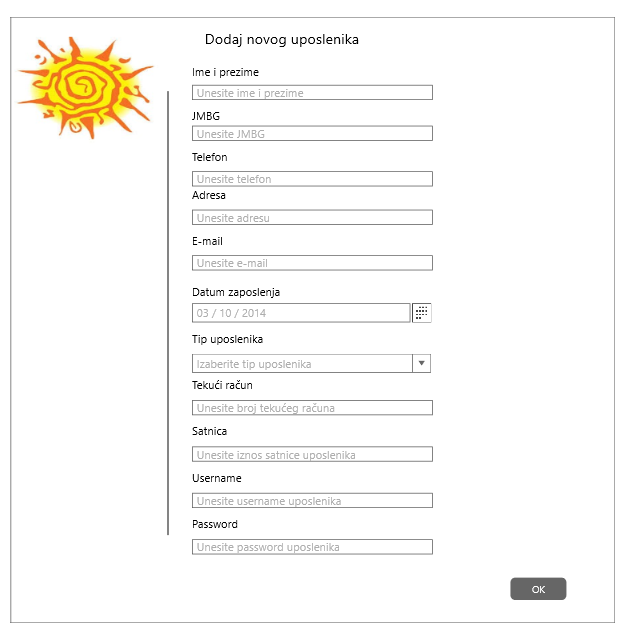 Dodaj novog uposlenika
Ime i prezime
Unesite ime i prezime
JMBG
Unesite JMBG
Telefon
Unesite telefon
Adresa
Unesite adresu
E-mail
Unesite e-mail
Datum zaposlenja
03 / 10 / 2014
Tip uposlenika
Izaberite tip uposlenika
Tekući račun
Unesite broj tekućeg računa
Satnica
Unesite iznos satnice uposlenika
Username
Unesite username uposlenika
Password
Unesite password uposlenika
OK